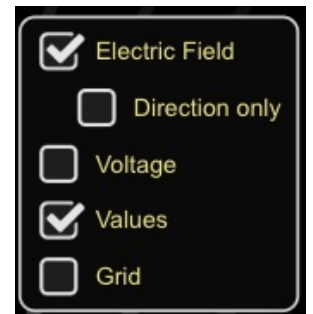 Electric Field
Direction only
Voltage
Values
Grid